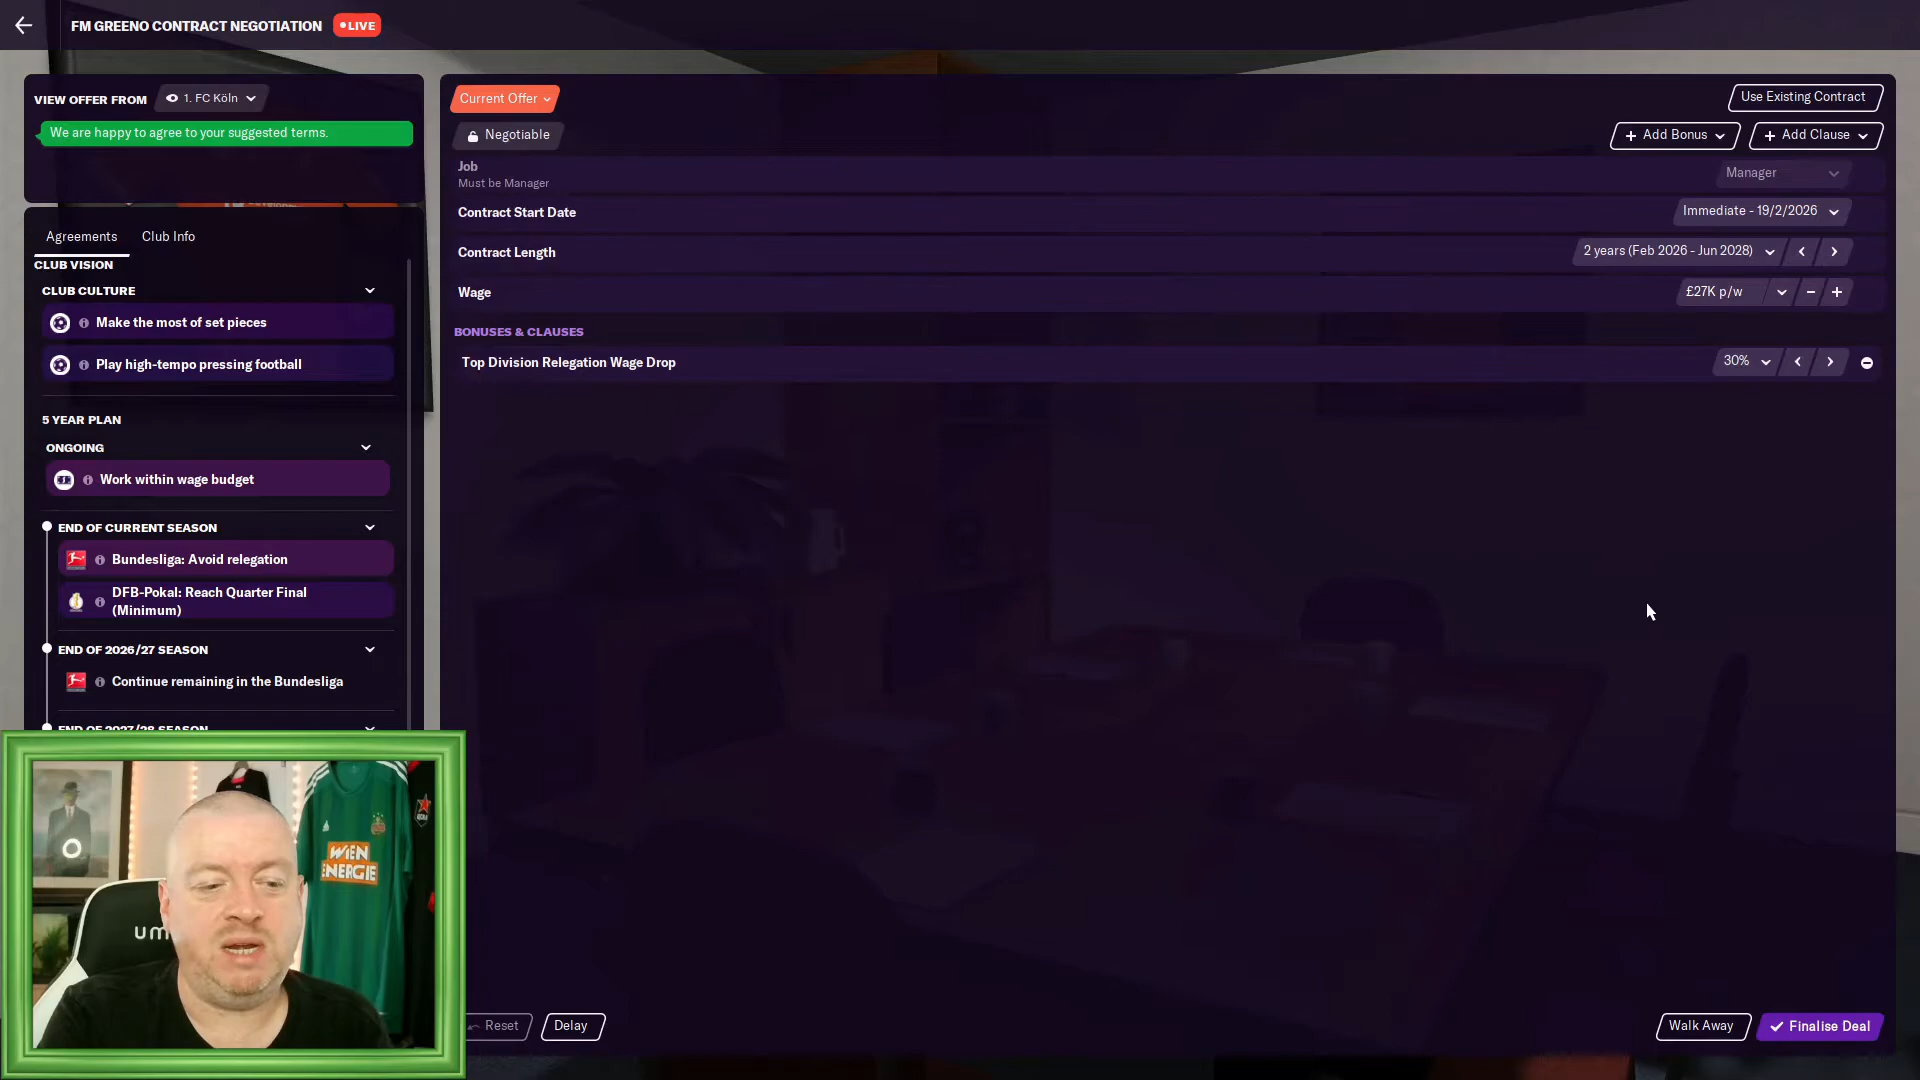 FM GREENO CONTRACT NEGOTIATION
LIVE
VIEW OFFER FROM
1. FC Köln
We are happy to agree to your suggested terms.
Agreements
Club Info
CLUB VISION
CLUB CULTURE
Make the most of set pieces
Play high-tempo pressing football
5 YEAR PLAN
ONGOING
Work within wage budget
END OF CURRENT SEASON
Bundesliga: Avoid relegation
DFB-Pokal: Reach Quarter Final
(Minimum)
END OF 2026/27 SEASON
Continue remaining in the Bundesliga
END OF 2027/28 SEASON
Current Offer
Use Existing Contract
Negotiable
Add Bonus
Add Clause
Job
Must be Manager
Manager
Contract Start Date
Immediate - 19/2/2026
Contract Length
2 years (Feb 2026 - Jun 2028)
Wage
£27K p/w
BONUSES & CLAUSES
Top Division Relegation Wage Drop
30%
WIEN
ENERGIE
um
Reset
Delay
Walk Away
Finalise Deal